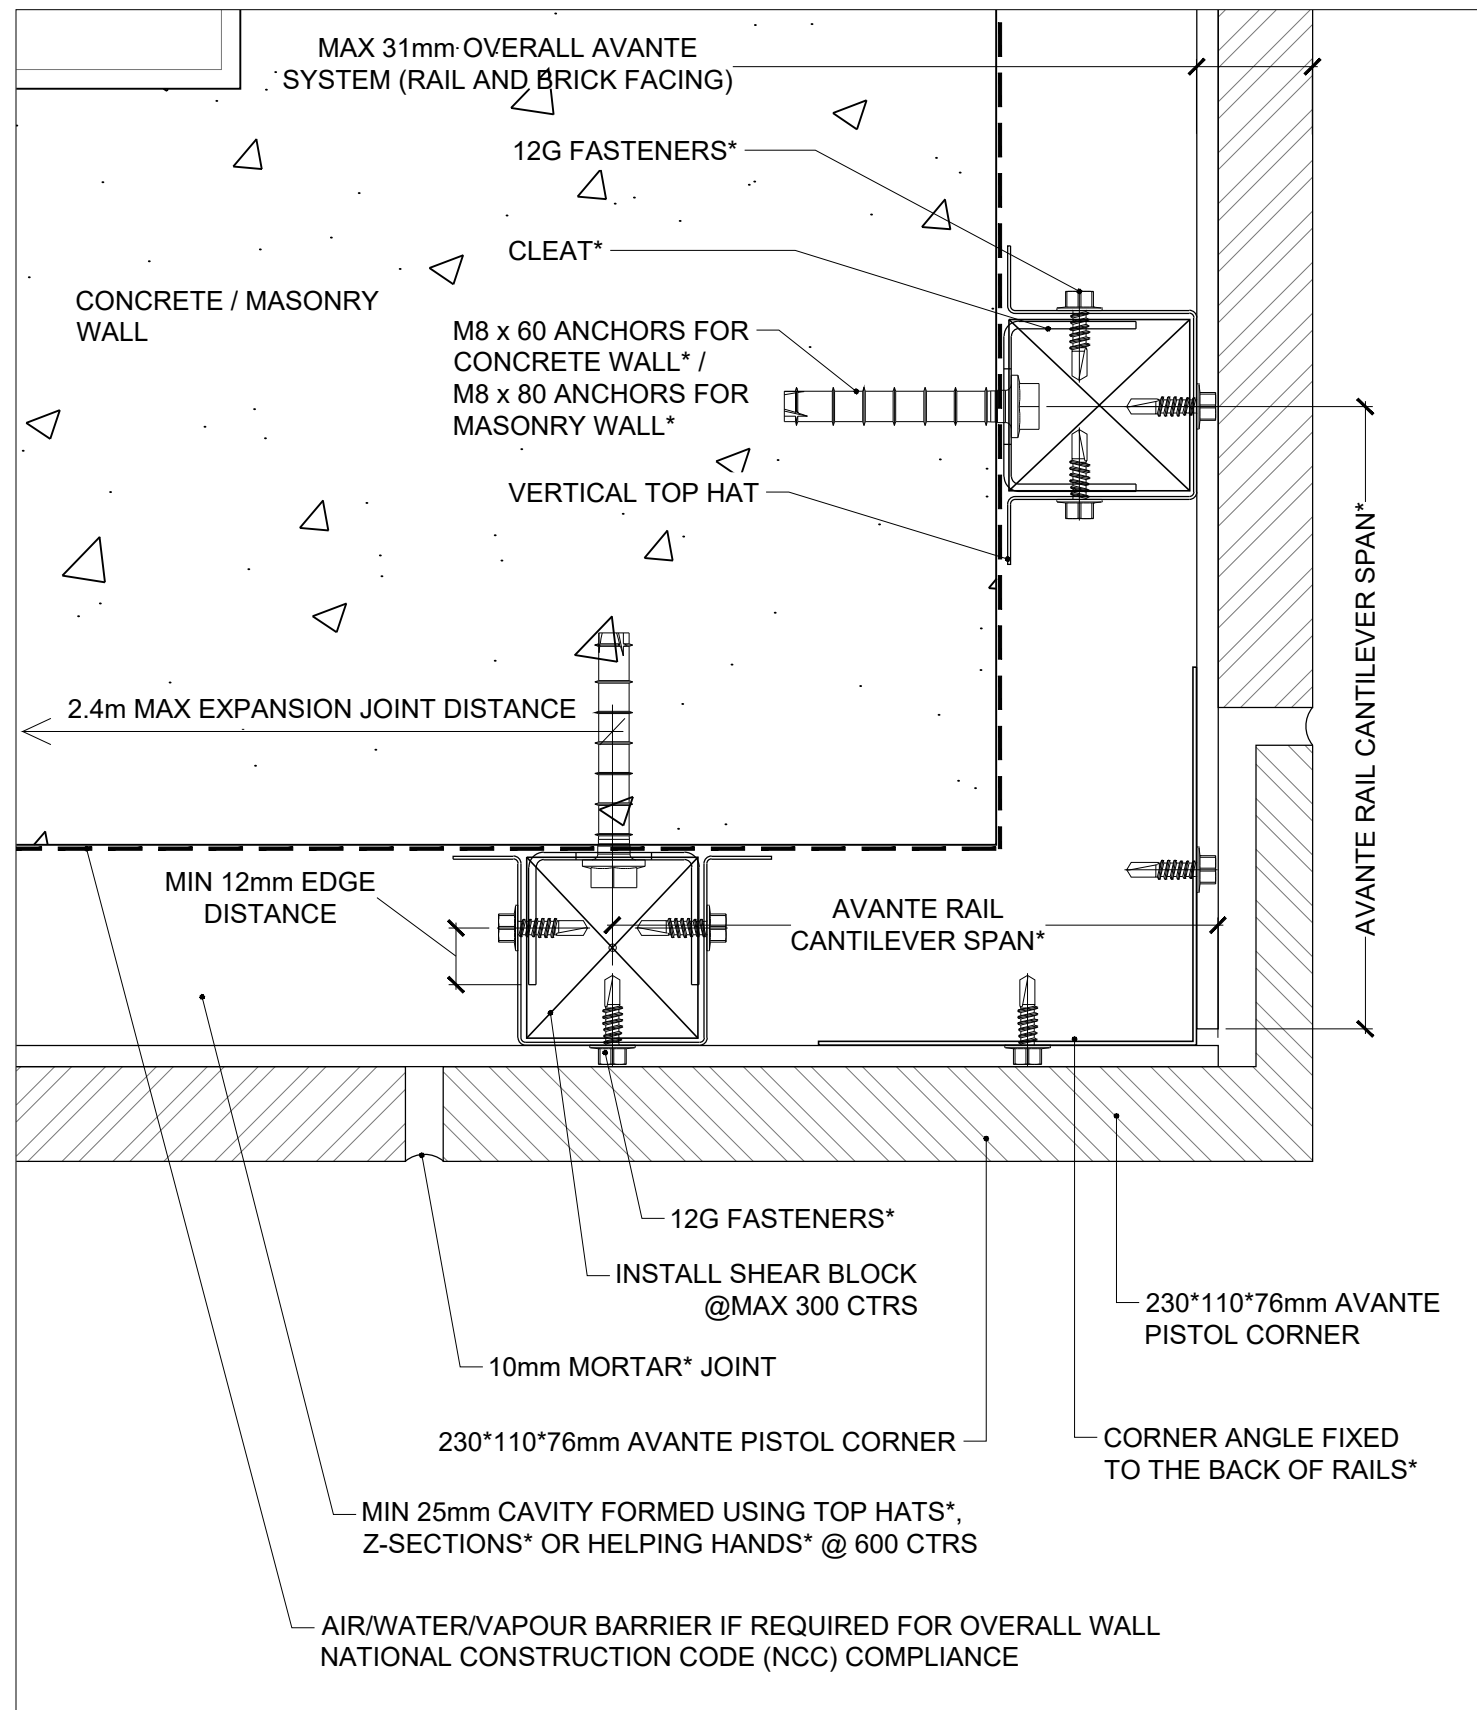 MAX 31mm OVERALL AVANTE
SYSTEM (RAIL AND BRICK FACING)
12G FASTENERS*
CLEAT*
CONCRETE / MASONRY
WALL
M8 x 60 ANCHORS FOR
CONCRETE WALL* /
M8 x 80 ANCHORS FOR
MASONRY WALL*
VERTICAL TOP HAT
AVANTE RAIL CANTILEVER SPAN*
2.4m MAX EXPANSION JOINT DISTANCE
MIN 12mm EDGE
DISTANCE
AVANTE RAIL
CANTILEVER SPAN*
12G FASTENERS*
INSTALL SHEAR BLOCK
@MAX 300 CTRS
230*110*76mm AVANTE
PISTOL CORNER
10mm MORTAR* JOINT
230*110*76mm AVANTE PISTOL CORNER
CORNER ANGLE FIXED
TO THE BACK OF RAILS*
MIN 25mm CAVITY FORMED USING TOP HATS*,
Z-SECTIONS* OR HELPING HANDS* @ 600 CTRS
AIR/WATER/VAPOUR BARRIER IF REQUIRED FOR OVERALL WALL
NATIONAL CONSTRUCTION CODE (NCC) COMPLIANCE